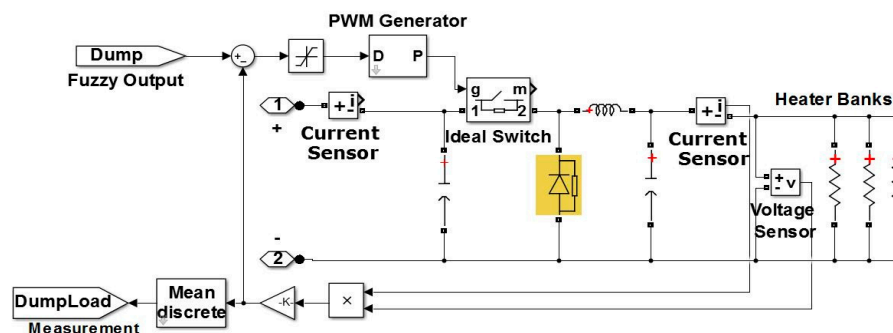 PWM Generator
Dump
Fuzzy Output
+
-
D P
1
+
i
+
-
Current
Sensor
g m
1 2
Ideal Switch
+
+
+
i
+
-
Current
Sensor
Heater Banks
+
+
+
-
v
Voltage
Sensor
-
2
DumpLoad
Measurement
Mean
discrete
-K-
×